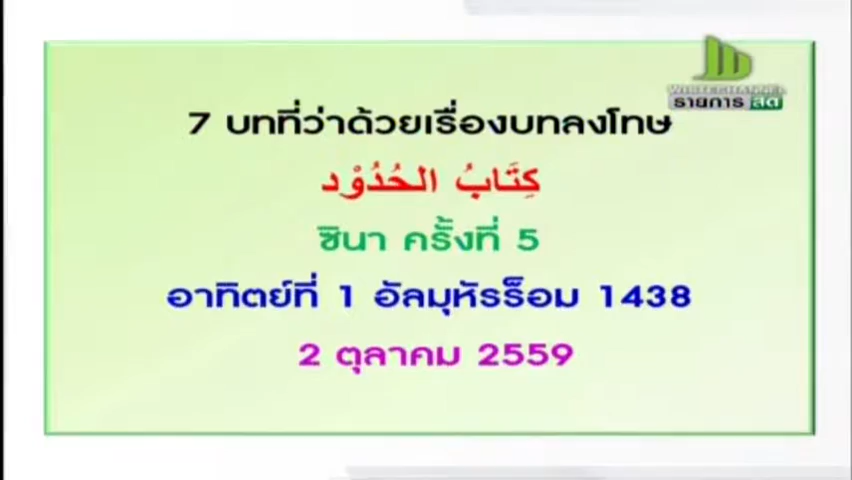 WHITECHANNEL
รายการ สด
7 บทที่ว่าด้วยเรื่องบทลงโทษ
كِتَابُ الحُدُوْد
ซินา ครั้งที่ 5
อาทิตย์ที่ 1 อัลมุหัรร็อม 1438
2 ตุลาคม 2559